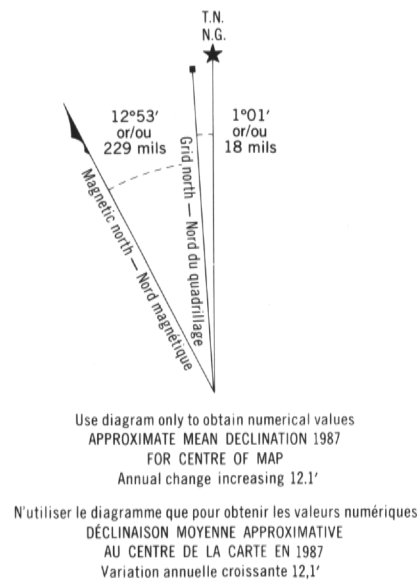 T.N.
N.G.
12°53'
or/ou
229 mils
1°01'
or/ou
18 mils
Magnetic north — Nord magnétique
Grid north — Nord du quadrillage
Use diagram only to obtain numerical values
APPROXIMATE MEAN DECLINATION 1987
FOR CENTRE OF MAP
Annual change increasing 12.1'
N'utiliser le diagramme que pour obtenir les valeurs numériques
DÉCLINAISON MOYENNE APPROXIMATIVE
AU CENTRE DE LA CARTE EN 1987
Variation annuelle croissante 12,1'